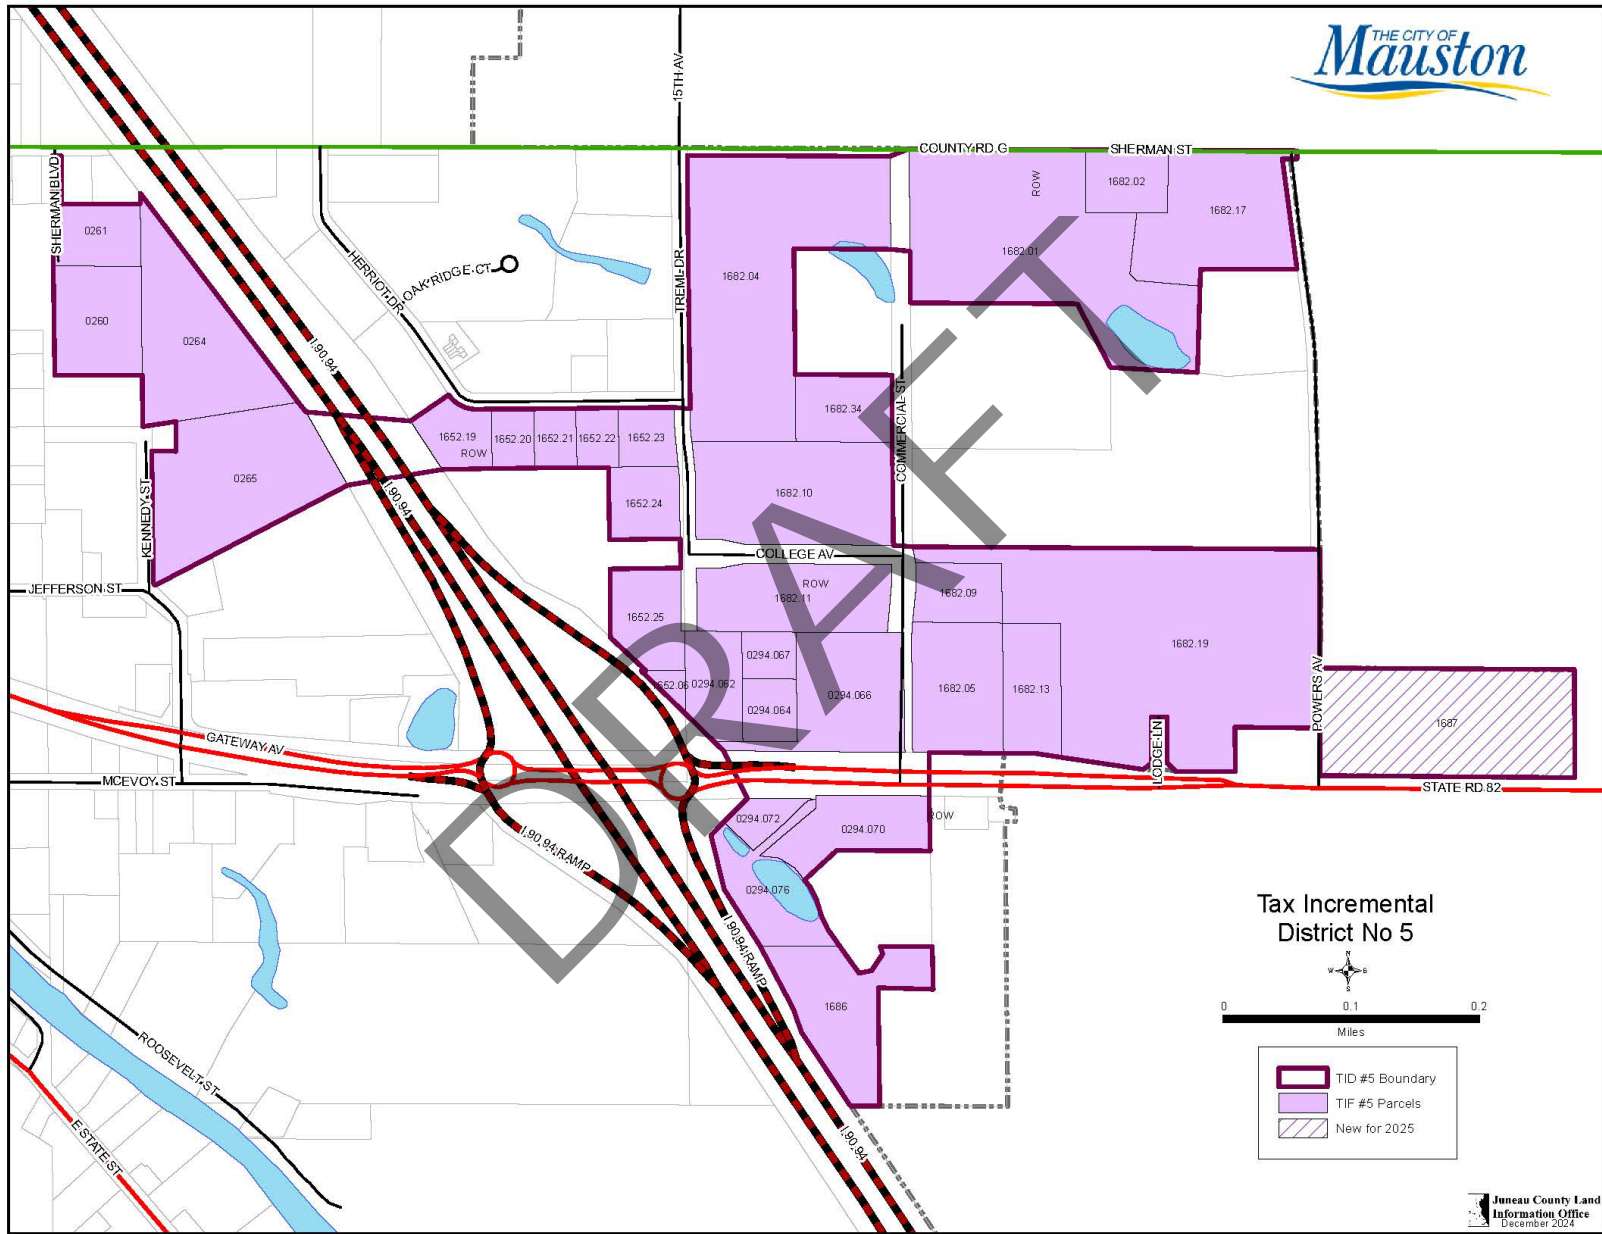 THE CITY OF
Mauston
15TH AV
COUNTY RD G
SHERMAN ST
SHERMAN BLVD
ROW
1682.02
1682.17
0261
1682.01
HERRIOT DR
OAK RIDGE CT
TREML DR
1682.04
0260
0264
I 90.94
1682.34
COMMERCIAL ST
1652.19
1652.20
1652.21
1652.22
1652.23
ROW
0265
I 90.94
1652.24
1682.10
KENNEDY ST
COLLEGE AV
JEFFERSON ST
ROW
1682.11
1682.09
1652.25
1682.19
0294.067
1652.06
0294.062
0294.066
1682.05
1682.13
0294.064
POWERS AV
1687
LODGE LN
GATEWAY AV
MCEVOY ST
STATE RD 82
0294.072
0294.070
ROW
I 90.94 RAMP
0294.076
I 90.94 RAMP
1686
DRAFT
ROOSEVELT ST
E STATE ST
I 90.94
Tax Incremental
District No 5
N
W
E
S
0 0.1 0.2
Miles
TID #5 Boundary
TIF #5 Parcels
New for 2025
Juneau County Land
Information Office
December 2024